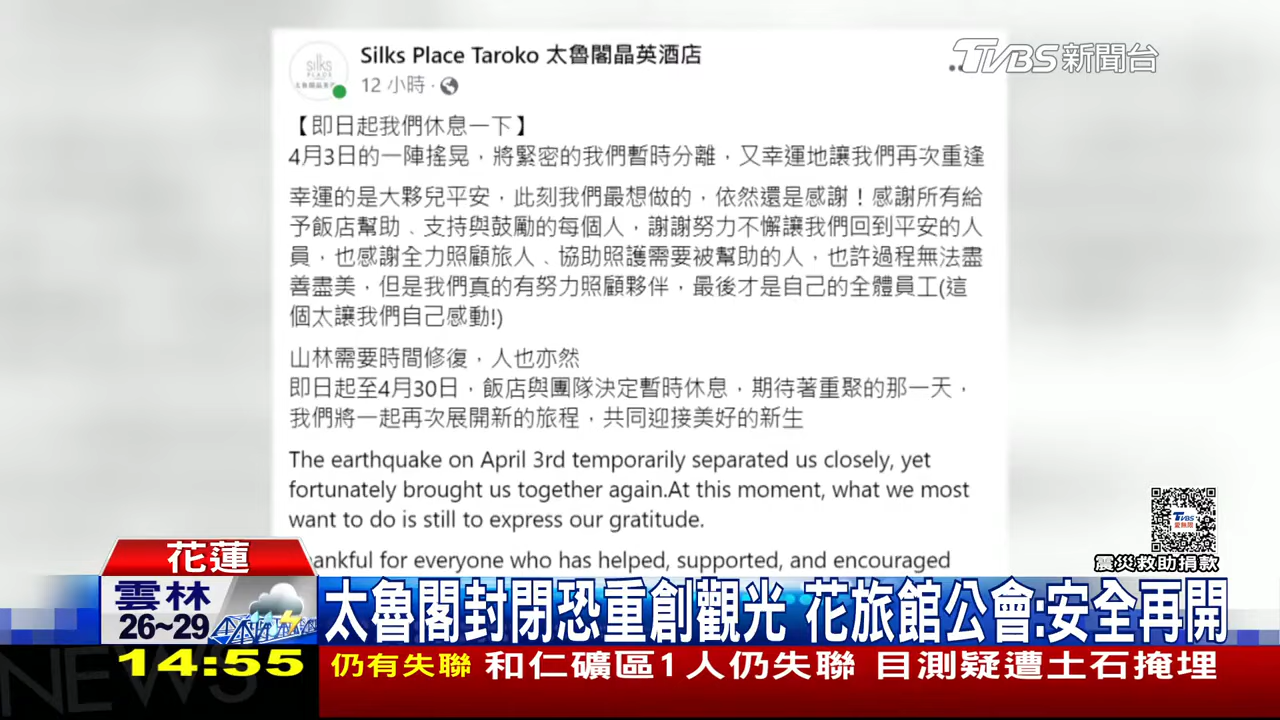 Silks Place Taroko 太魯閣晶英酒店
12 小時
silks
PLACE
TVBS新聞台
【即日起我們休息一下】
4月3日的一陣搖晃，將緊密的我們暫時分離，又幸運地讓我們再次重逢
幸運的是大夥兒平安，此刻我們最想做的，依然還是感謝！感謝所有給
予飯店幫助、支持與鼓勵的每個人，謝謝努力不懈讓我們回到平安的人
員，也感謝全力照顧旅人、協助照護需要被幫助的人，也許過程無法盡
善盡美，但是我們真的有努力照顧夥伴，最後才是自己的全體員工(這
個太讓我們自己感動!)
山林需要時間修復，人也亦然
即日起至4月30日，飯店與團隊決定暫時休息，期待著重聚的那一天，
我們將一起再次展開新的旅程，共同迎接美好的新生
The earthquake on April 3rd temporarily separated us closely, yet
fortunately brought us together again.At this moment, what we most
want to do is still to express our gratitude.
hankful for everyone who has helped, supported, and encouraged
TVBS
震災救助捐款
花蓮
雲林
26~29
太魯閣封閉恐重創觀光 花旅館公會:安全再開
14:55
仍有失聯 和仁礦區1人仍失聯 目測疑遭土石掩埋
NEWS